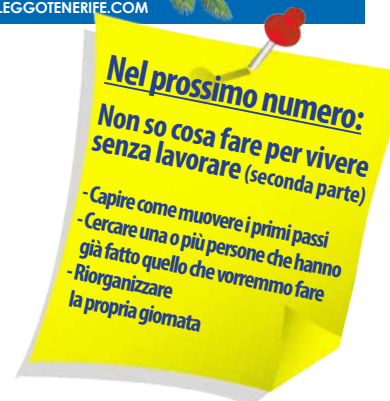 LEGGOTENERIFE.COM
Nel prossimo numero:
Non so cosa fare per vivere
senza lavorare (seconda parte)
- Capire come muovere i primi passi
- Cercare una o più persone che hanno
già fatto quello che vorremmo fare
- Riorganizzare
la propria giornata